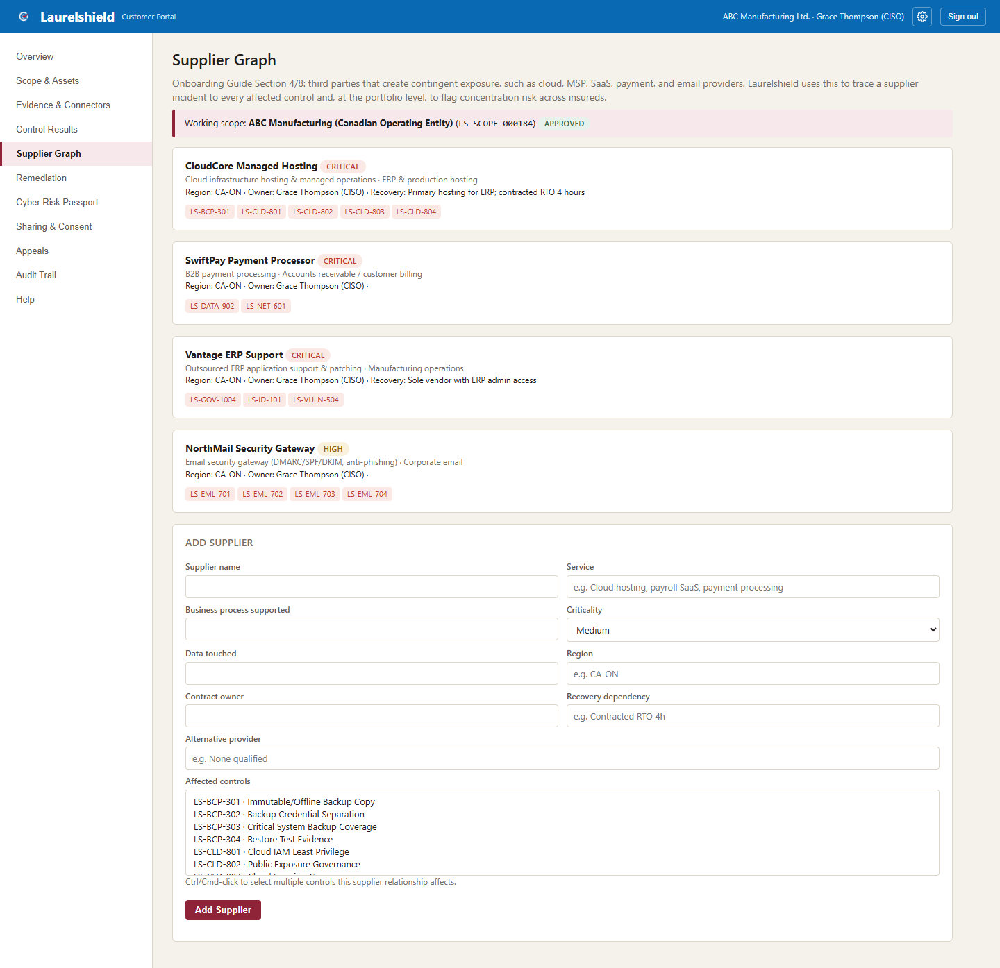 Laurelshield Customer Portal
ABC Manufacturing Ltd. · Grace Thompson (CISO)
Sign out
Overview
Scope & Assets
Evidence & Connectors
Control Results
Supplier Graph
Remediation
Cyber Risk Passport
Sharing & Consent
Appeals
Audit Trail
Help
Supplier Graph
Onboarding Guide Section 4/8: third parties that create contingent exposure, such as cloud, MSP, SaaS, payment, and email providers. Laurelshield uses this to trace a supplier
incident to every affected control and, at the portfolio level, to flag concentration risk across insureds.
Working scope: ABC Manufacturing (Canadian Operating Entity) (LS-SCOPE-000184) APPROVED
CloudCore Managed Hosting CRITICAL
Cloud infrastructure hosting & managed operations · ERP & production hosting
Region: CA-ON · Owner: Grace Thompson (CISO) · Recovery: Primary hosting for ERP; contracted RTO 4 hours
LS-BCP-301 LS-CLD-801 LS-CLD-802 LS-CLD-803 LS-CLD-804
SwiftPay Payment Processor CRITICAL
B2B payment processing · Accounts receivable / customer billing
Region: CA-ON · Owner: Grace Thompson (CISO) ·
LS-DATA-902 LS-NET-601
Vantage ERP Support CRITICAL
Outsourced ERP application support & patching · Manufacturing operations
Region: CA-ON · Owner: Grace Thompson (CISO) · Recovery: Sole vendor with ERP admin access
LS-GOV-1004 LS-ID-101 LS-VULN-504
NorthMail Security Gateway HIGH
Email security gateway (DMARC/SPF/DKIM, anti-phishing) · Corporate email
Region: CA-ON · Owner: Grace Thompson (CISO) ·
LS-EML-701 LS-EML-702 LS-EML-703 LS-EML-704
ADD SUPPLIER
Supplier name
Service
e.g. Cloud hosting, payroll SaaS, payment processing
Business process supported
Criticality
Medium
Data touched
Region
e.g. CA-ON
Contract owner
Recovery dependency
e.g. Contracted RTO 4h
Alternative provider
e.g. None qualified
Affected controls
LS-BCP-301 · Immutable/Offline Backup Copy
LS-BCP-302 · Backup Credential Separation
LS-BCP-303 · Critical System Backup Coverage
LS-BCP-304 · Restore Test Evidence
LS-CLD-801 · Cloud IAM Least Privilege
LS-CLD-802 · Public Exposure Governance
Ctrl/Cmd-click to select multiple controls this supplier relationship affects.
Add Supplier